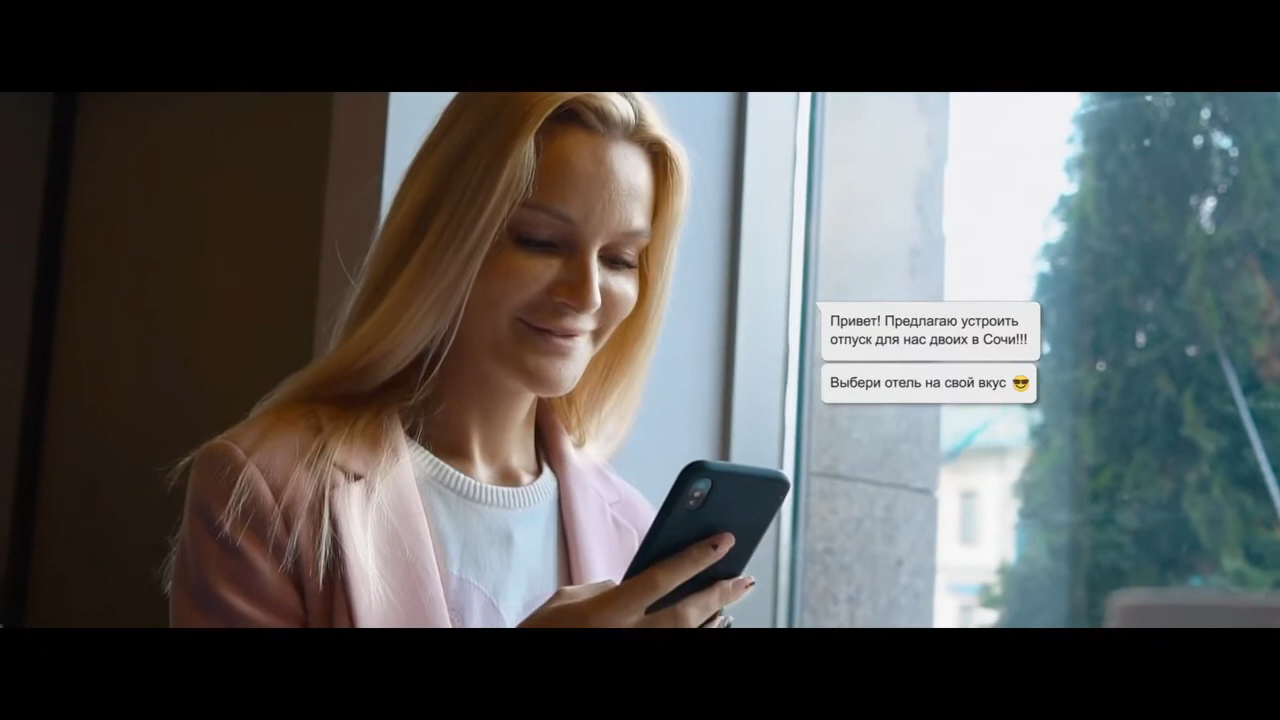 Привет! Предлагаю устроить
отпуск для нас двоих в Сочи!!!
Выбери отель на свой вкус 😎